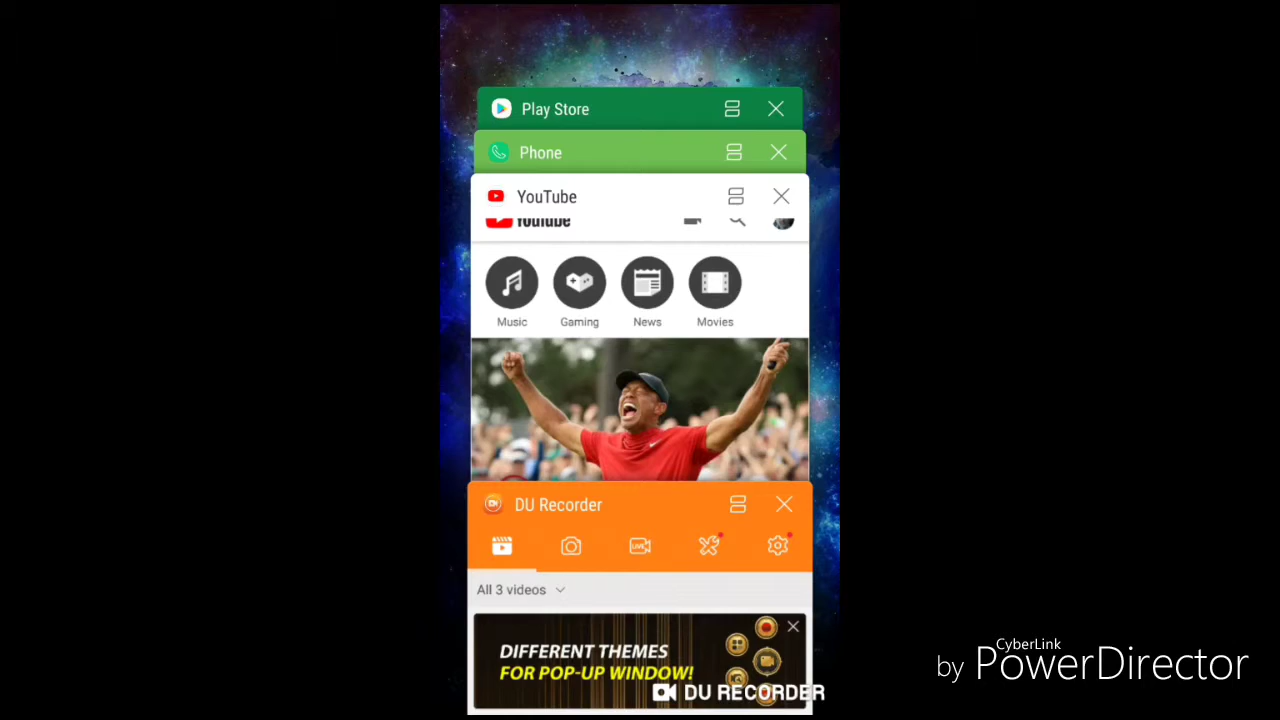 Play Store
Phone
YouTube
YouTube
Music
Gaming
News
Movies
DU Recorder
LIVE
All 3 videos
DIFFERENT THEMES
FOR POP-UP WINDOW!
DU RECORDER
CyberLink
by PowerDirector